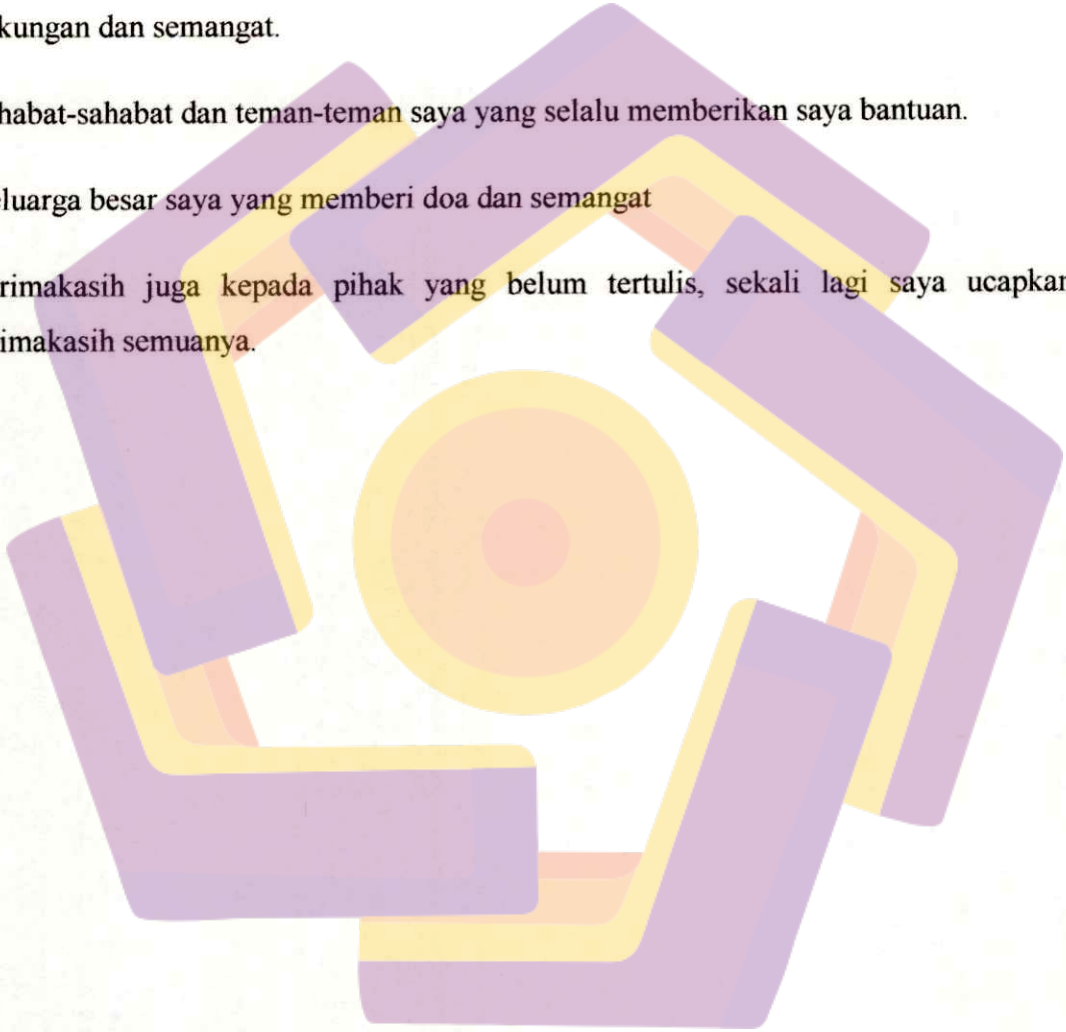 kungan dan semangat.
habat-sahabat dan teman-teman saya yang selalu memberikan saya bantuan.
luarga besar saya yang memberi doa dan semangat
rimakasih juga kepada pihak yang belum tertulis, sekali lagi saya ucapkan
imakasih semuanya.